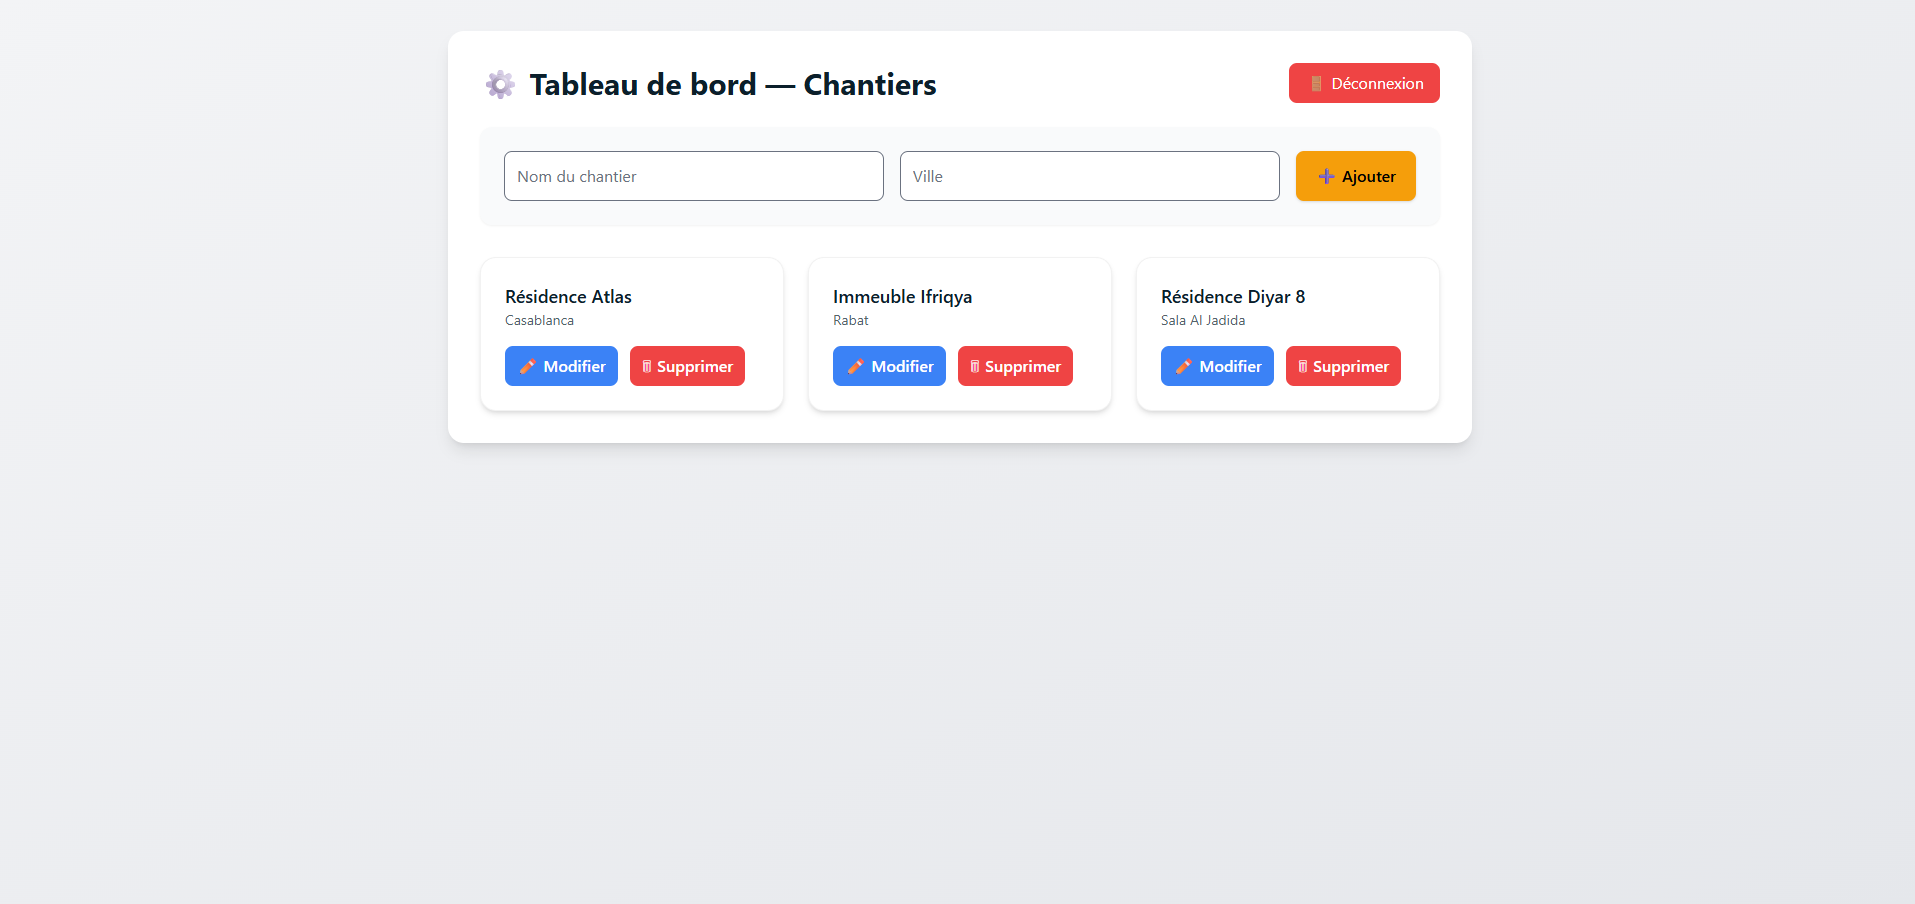 Tableau de bord — Chantiers
Déconnexion
Nom du chantier
Ville
Ajouter
Résidence Atlas
Casablanca
Modifier
Supprimer
Immeuble Ifriqya
Rabat
Modifier
Supprimer
Résidence Diyar 8
Sala Al Jadida
Modifier
Supprimer